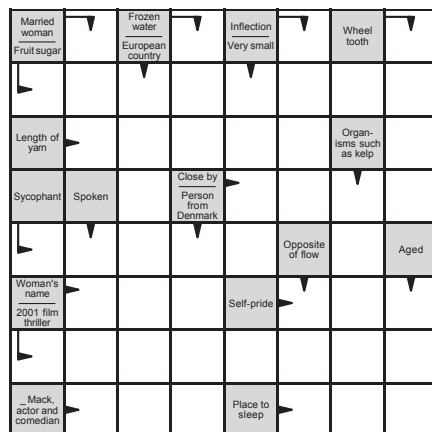 Married
woman
Fruit sugar
Frozen
water
European
country
Inflection
Very small
Wheel
tooth
Length of
yarn
Organ-
isms such
as kelp
Sycophant
Spoken
Close by
Person
from
Denmark
Opposite
of flow
Aged
Woman's
name
2001 film
thriller
Self-pride
_ Mack,
actor and
comedian
Place to
sleep